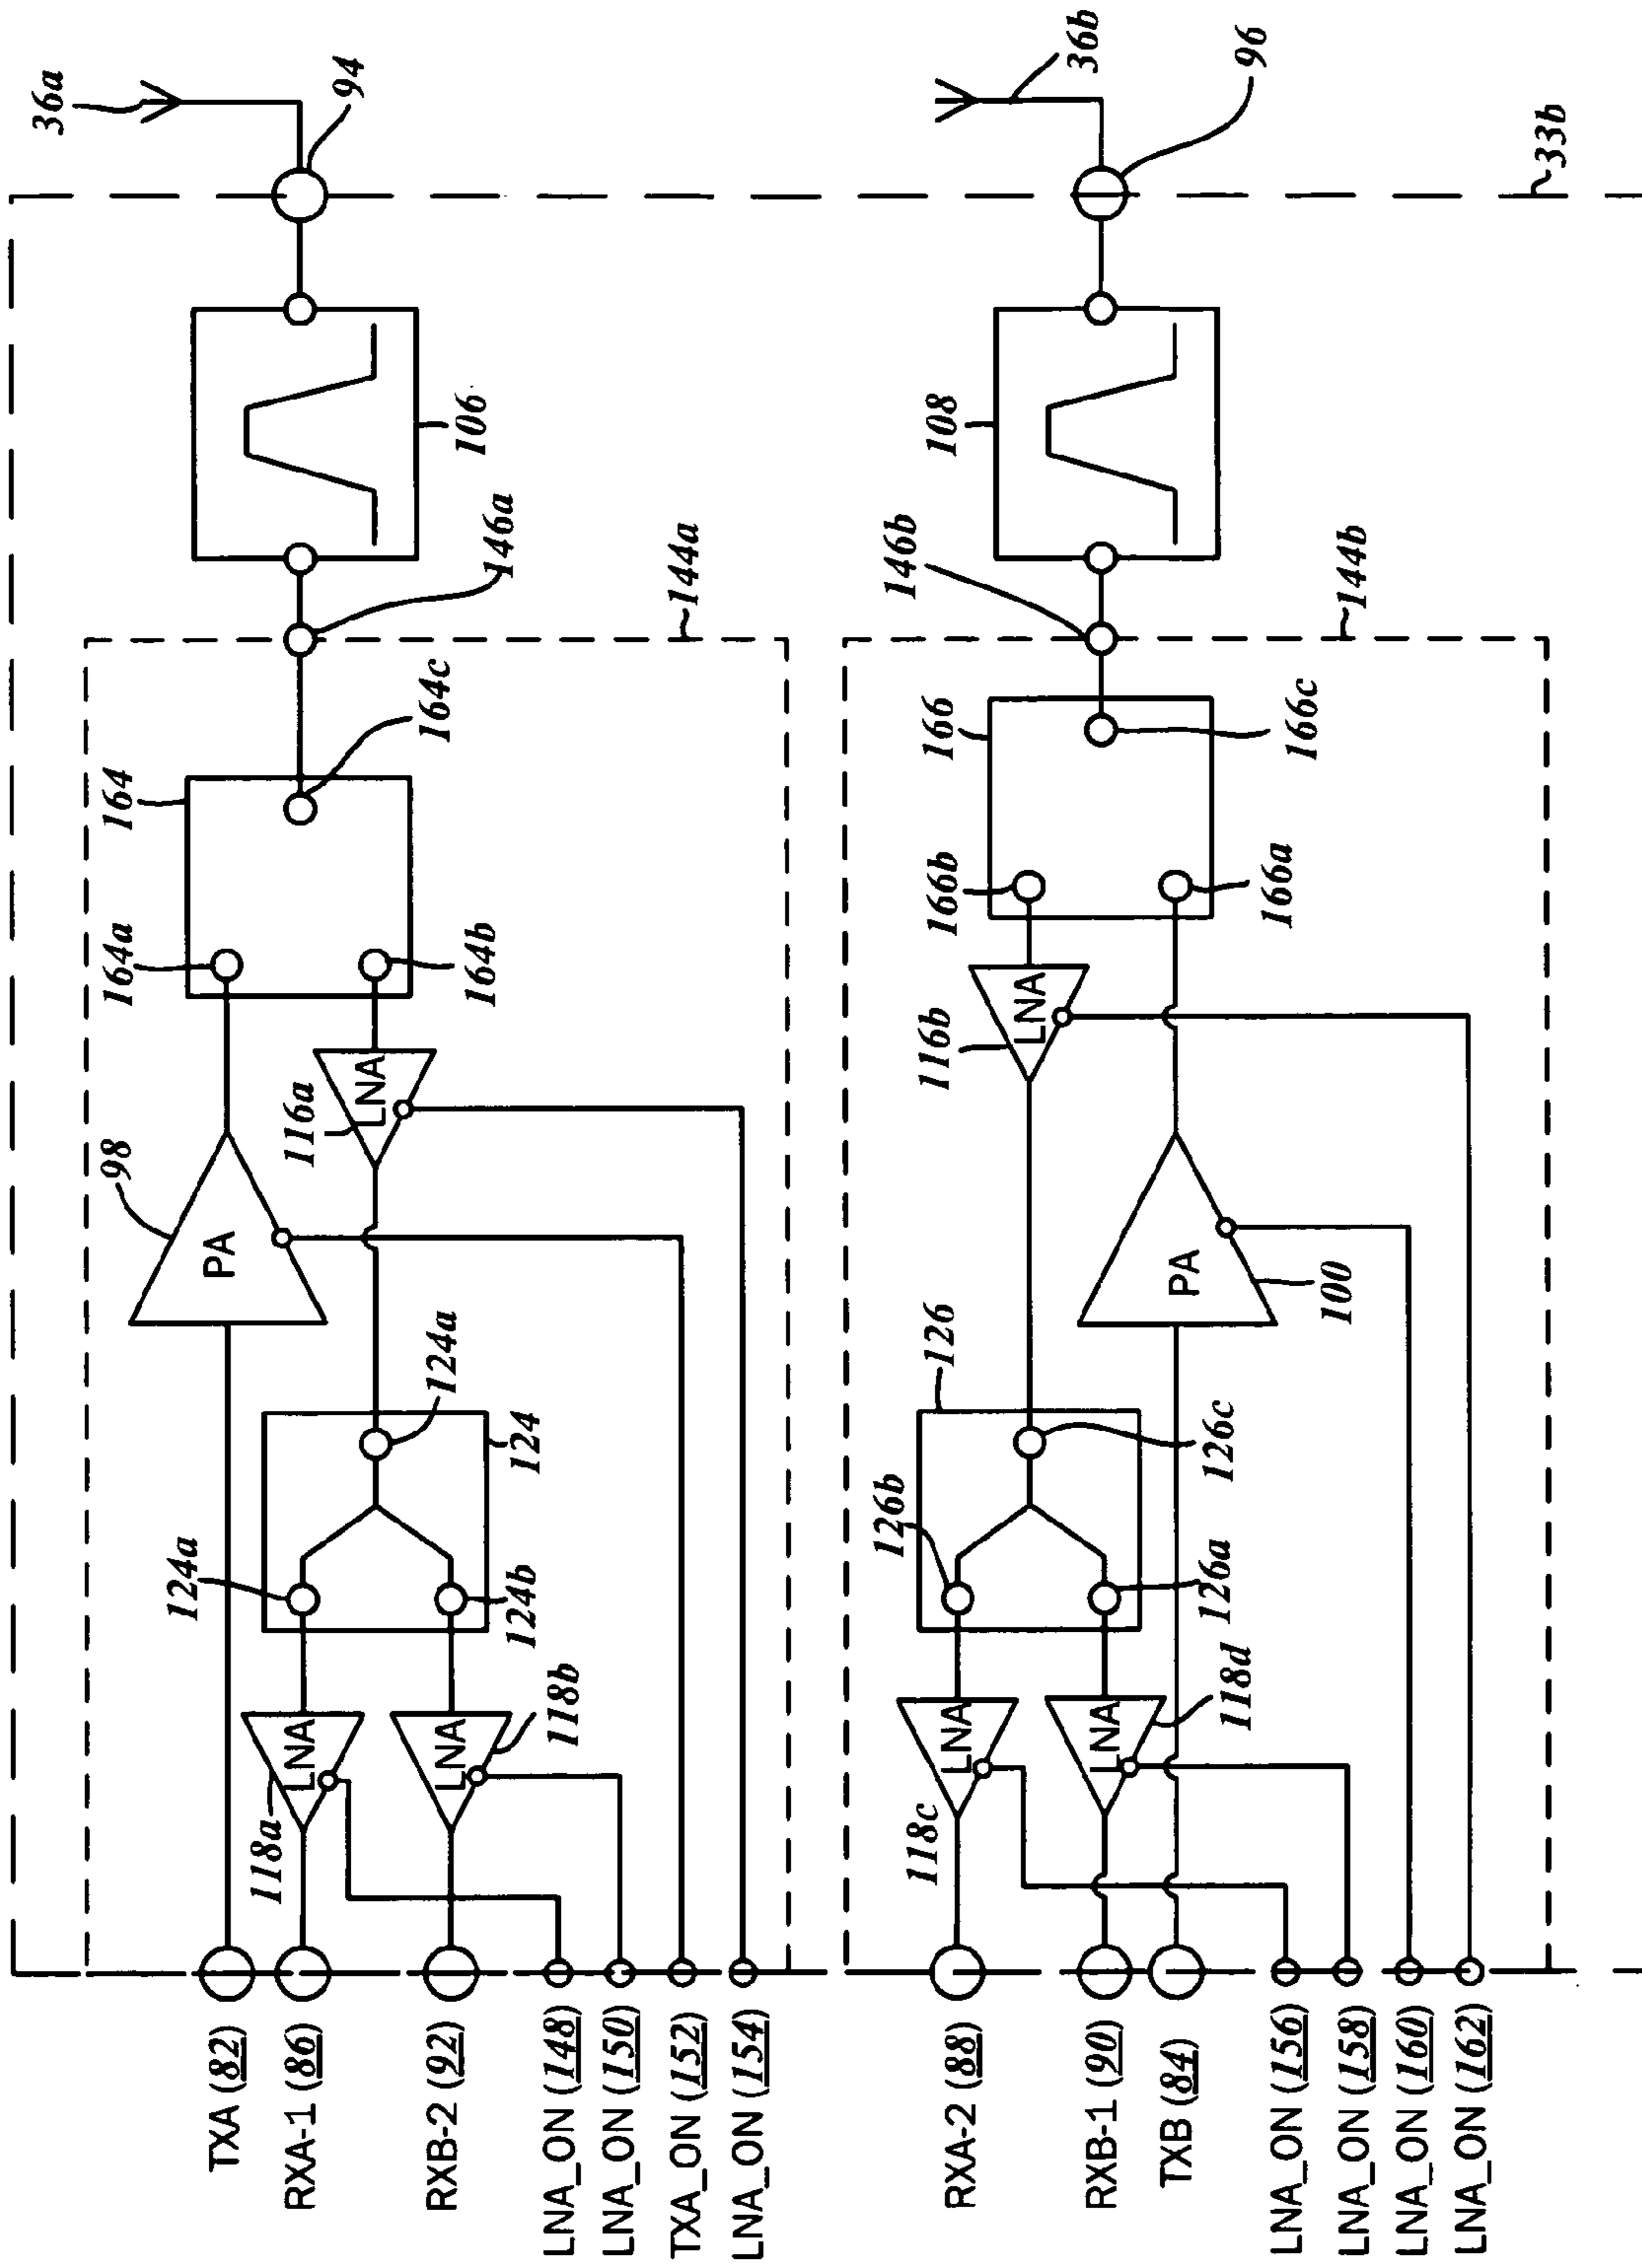 36a
94
106
146a
144a
164
164c
164a
164b
98
PA
116a
LNA
124a
124
124a
124b
LNA
118a
LNA
118b
TXA (82)
RXA-1 (86)
RXB-2 (92)
LNA_ON (148)
LNA_ON (150)
TXA_ON (152)
LNA_ON (154)
36b
96
33b
108
146b
144b
166
166c
166b
166a
116b
LNA
PA
100
126
126c
126b
126a
LNA
118c
LNA
118d
RXA-2 (88)
RXB-1 (90)
TXB (84)
LNA_ON (156)
LNA_ON (158)
LNA_ON (160)
LNA_ON (162)